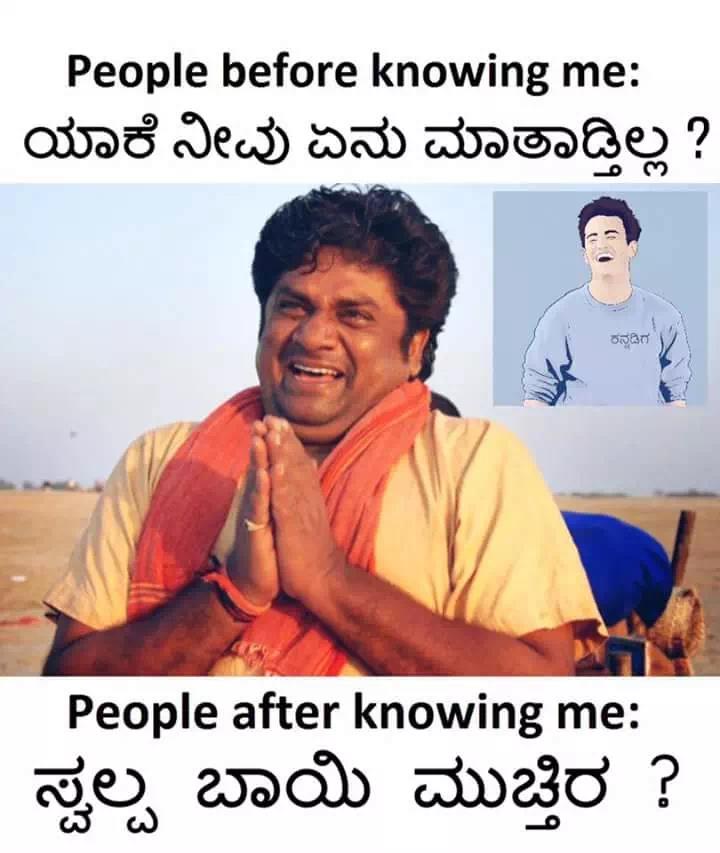 People before knowing me:
ಯಾಕೆ ನೀವು ಏನು ಮಾತಾಡ್ತಿಲ್ಲ ?
ಕನ್ನಡಿಗ
People after knowing me:
ಸ್ವಲ್ಪ ಬಾಯಿ ಮುಚ್ತಿರ ?